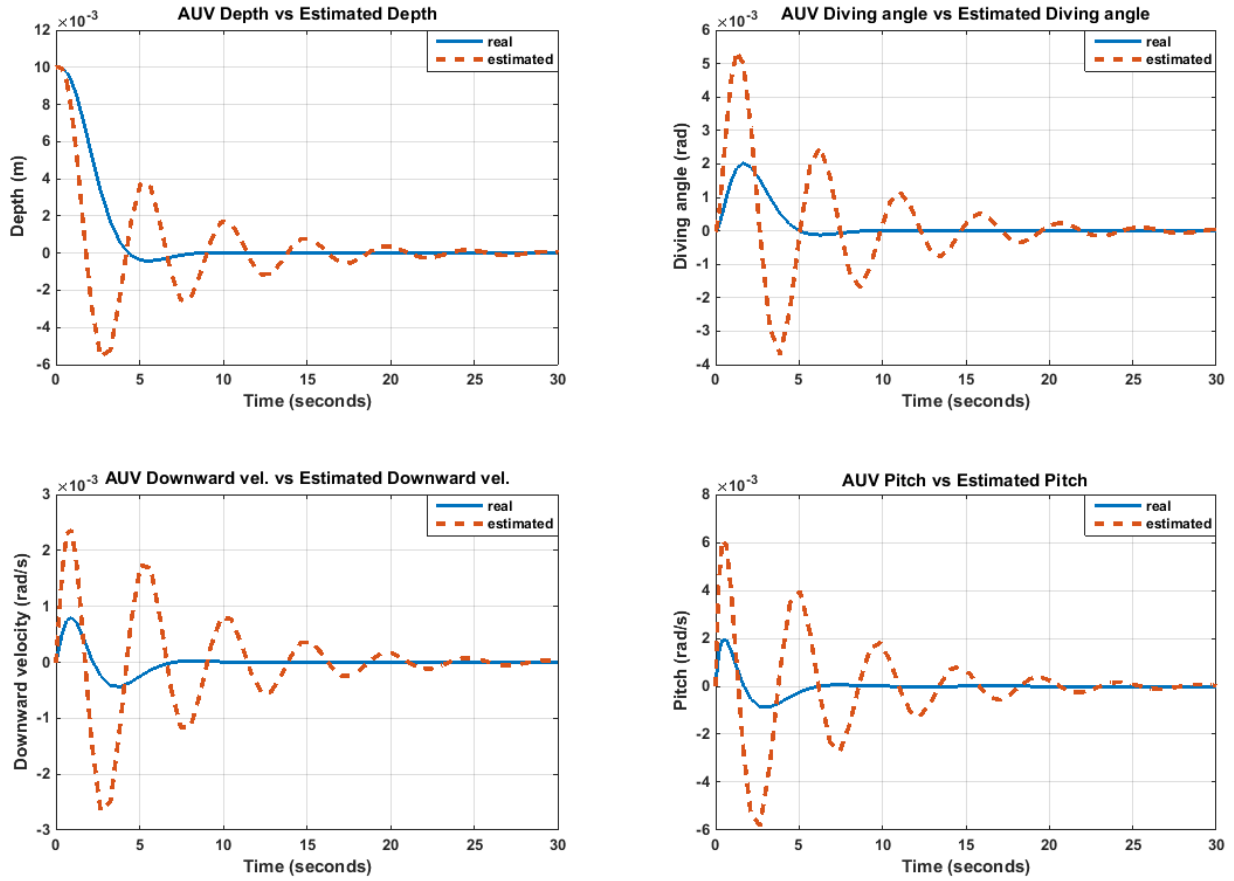 AUV Depth vs Estimated Depth
×10⁻³
12
10
8
6
4
2
0
-2
-4
-6
0 5 10 15 20 25 30
Depth (m)
Time (seconds)
real
estimated
AUV Diving angle vs Estimated Diving angle
×10⁻³
6
5
4
3
2
1
0
-1
-2
-3
-4
0 5 10 15 20 25 30
Diving angle (rad)
Time (seconds)
real
estimated
AUV Downward vel. vs Estimated Downward vel.
×10⁻³
3
2
1
0
-1
-2
-3
0 5 10 15 20 25 30
Downward velocity (rad/s)
Time (seconds)
real
estimated
AUV Pitch vs Estimated Pitch
×10⁻³
8
6
4
2
0
-2
-4
-6
0 5 10 15 20 25 30
Pitch (rad/s)
Time (seconds)
real
estimated